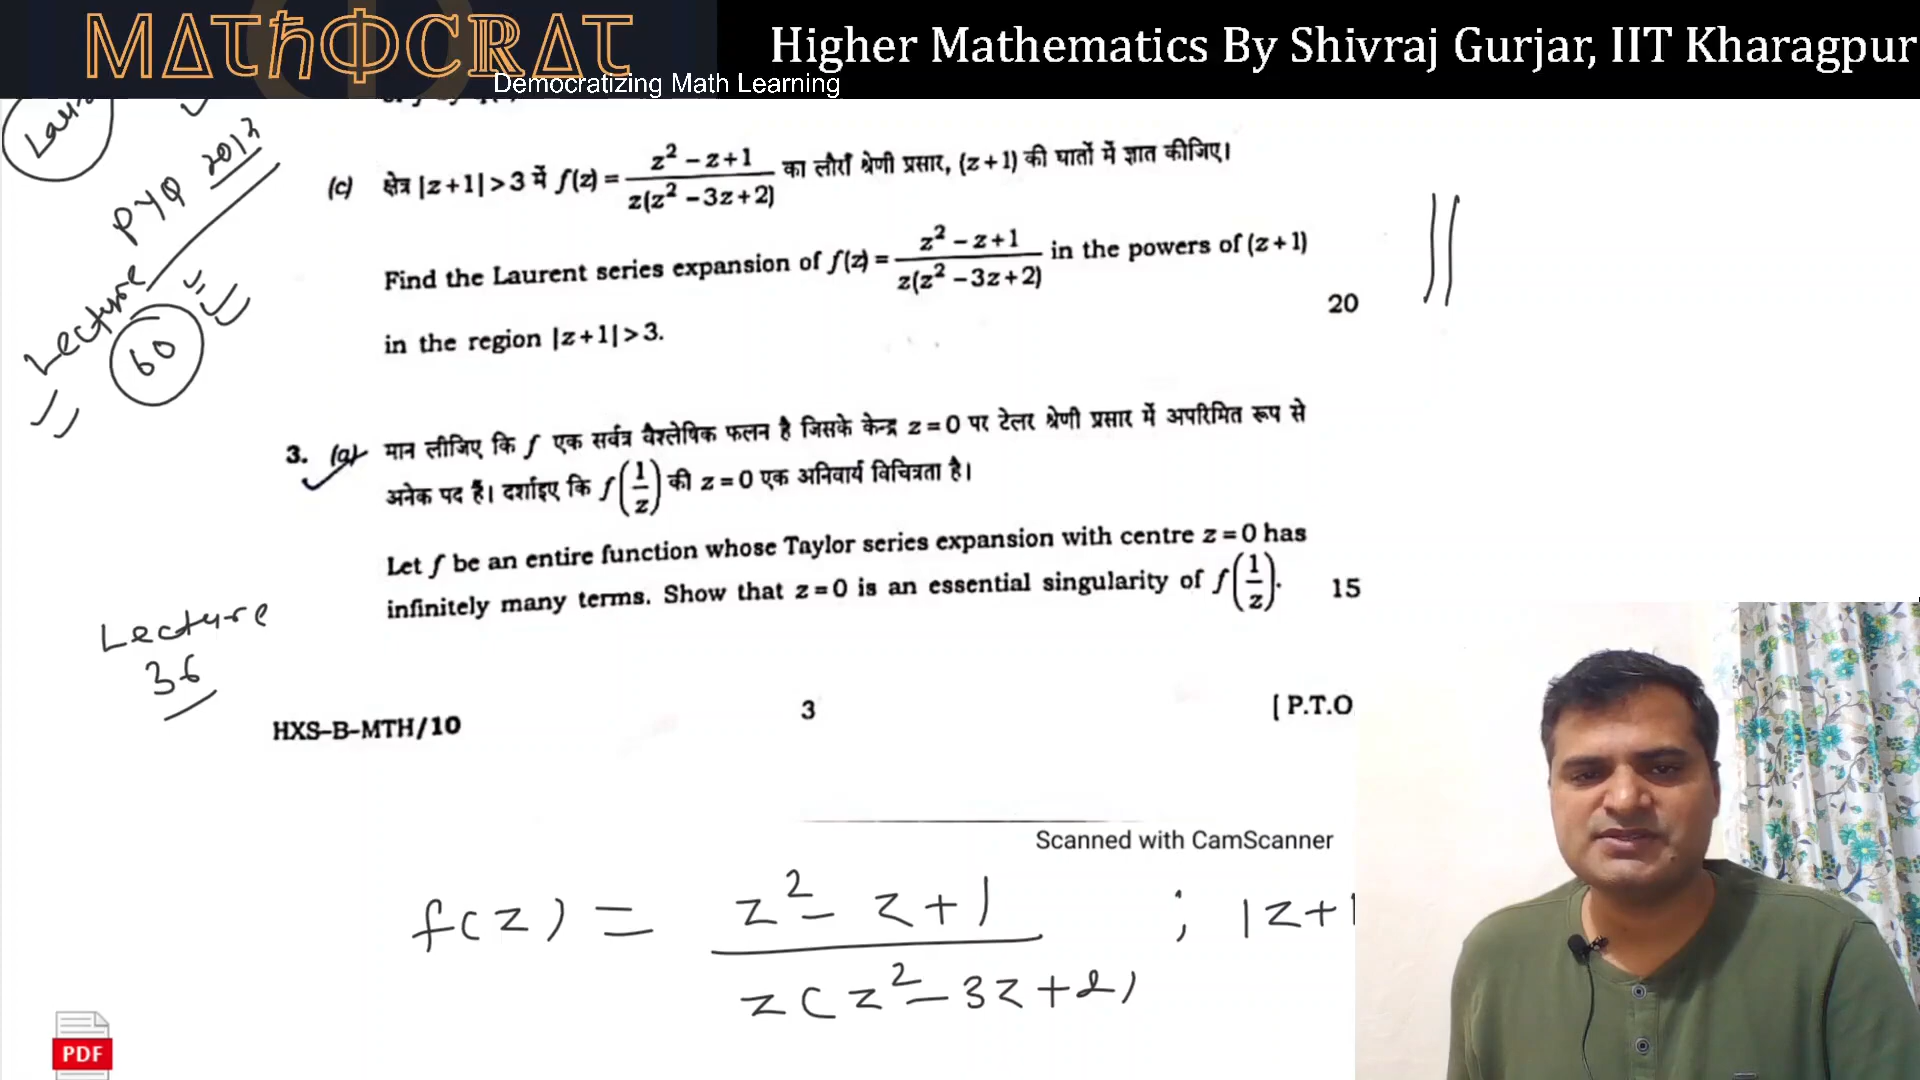 MΔTℏΦCRΔT
Democratizing Math Learning
Higher Mathematics By Shivraj Gurjar, IIT Kharagpur
PYQ 2013
Lecture
60
(c) क्षेत्र |z+1|>3 में f(z) = (z² – z + 1) / (z(z² – 3z + 2)) का लौराँ श्रेणी प्रसार, (z+1) की घातों में ज्ञात कीजिए।
Find the Laurent series expansion of f(z) = (z² – z + 1) / (z(z² – 3z + 2)) in the powers of (z+1)
in the region |z+1|>3.
20
3. (a) मान लीजिए कि f एक सर्वत्र वैश्लेषिक फलन है जिसके केन्द्र z = 0 पर टेलर श्रेणी प्रसार में अपरिमित रूप से
अनेक पद हैं। दर्शाइए कि f(1/z) की z = 0 एक अनिवार्य विचित्रता है।
Let f be an entire function whose Taylor series expansion with centre z = 0 has
infinitely many terms. Show that z = 0 is an essential singularity of f(1/z). 15
Lecture
36
HXS–B–MTH/10 3 [ P.T.O
Scanned with CamScanner
f(z) = (z² – z + 1) / (z(z² – 3z + 2)) ; |z+1
PDF